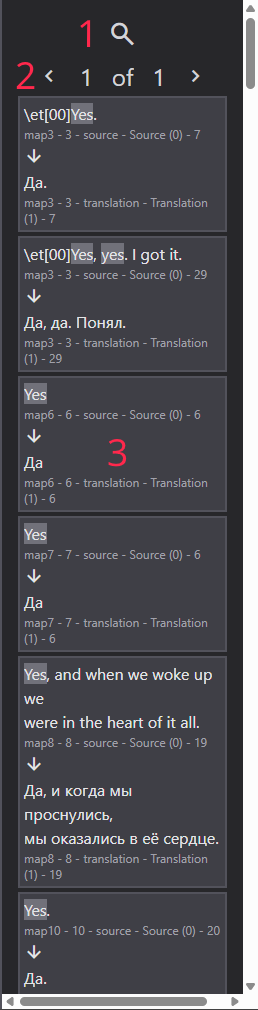 1
2
1 of 1
\et[00]Yes.
map3 - 3 - source - Source (0) - 7
Да.
map3 - 3 - translation - Translation
(1) - 7
\et[00]Yes, yes. I got it.
map3 - 3 - source - Source (0) - 29
Да, да. Понял.
map3 - 3 - translation - Translation
(1) - 29
Yes
map6 - 6 - source - Source (0) - 6
Да
3
map6 - 6 - translation - Translation
(1) - 6
Yes
map7 - 7 - source - Source (0) - 6
Да
map7 - 7 - translation - Translation
(1) - 6
Yes, and when we woke up
we
were in the heart of it all.
map8 - 8 - source - Source (0) - 19
Да, и когда мы
проснулись,
мы оказались в её сердце.
map8 - 8 - translation - Translation
(1) - 19
Yes.
map10 - 10 - source - Source (0) - 20
Да.